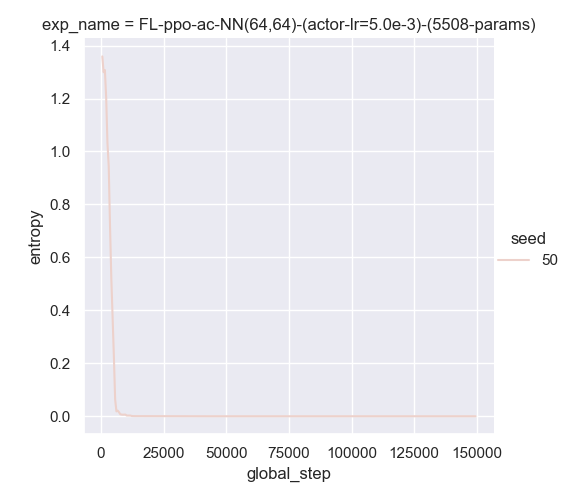 exp_name = FL-ppo-ac-NN(64,64)-(actor-lr=5.0e-3)-(5508-params)
1.4
1.2
1.0
0.8
0.6
0.4
0.2
0.0
entropy
0 25000 50000 75000 100000 125000 150000
global_step
seed
50